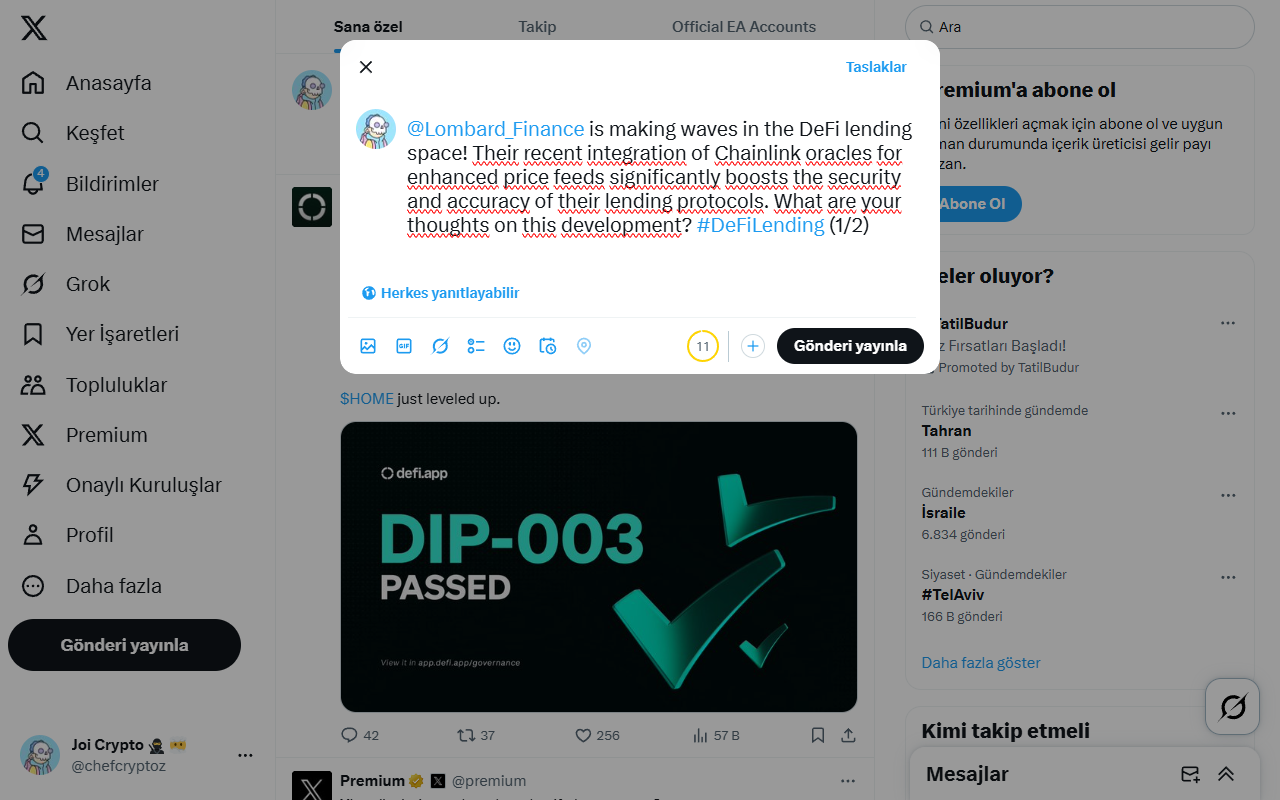 Anasayfa
Keşfet
4
Bildirimler
Mesajlar
Grok
Yer İşaretleri
Topluluklar
Premium
Onaylı Kuruluşlar
Profil
Daha fazla
Gönderi yayınla
Joi Crypto
@chefcryptoz
Sana özel
Takip
Official EA Accounts
Taslaklar
@Lombard_Finance is making waves in the DeFi lending
space! Their recent integration of Chainlink oracles for
enhanced price feeds significantly boosts the security
and accuracy of their lending protocols. What are your
thoughts on this development? #DeFiLending (1/2)
Herkes yanıtlayabilir
GIF
11
Gönderi yayınla
$HOME just leveled up.
defi.app
DIP-003
PASSED
View it in app.defi.app/governance
42
37
256
57 B
Premium
@premium
Ara
remium'a abone ol
ni özellikleri açmak için abone ol ve uygun
man durumunda içerik üreticisi gelir payı
zan.
Abone Ol
eler oluyor?
TatilBudur
z Fırsatları Başladı!
Promoted by TatilBudur
Türkiye tarihinde gündemde
Tahran
111 B gönderi
Gündemdekiler
İsraile
6.834 gönderi
Siyaset · Gündemdekiler
#TelAviv
166 B gönderi
Daha fazla göster
Kimi takip etmeli
Mesajlar